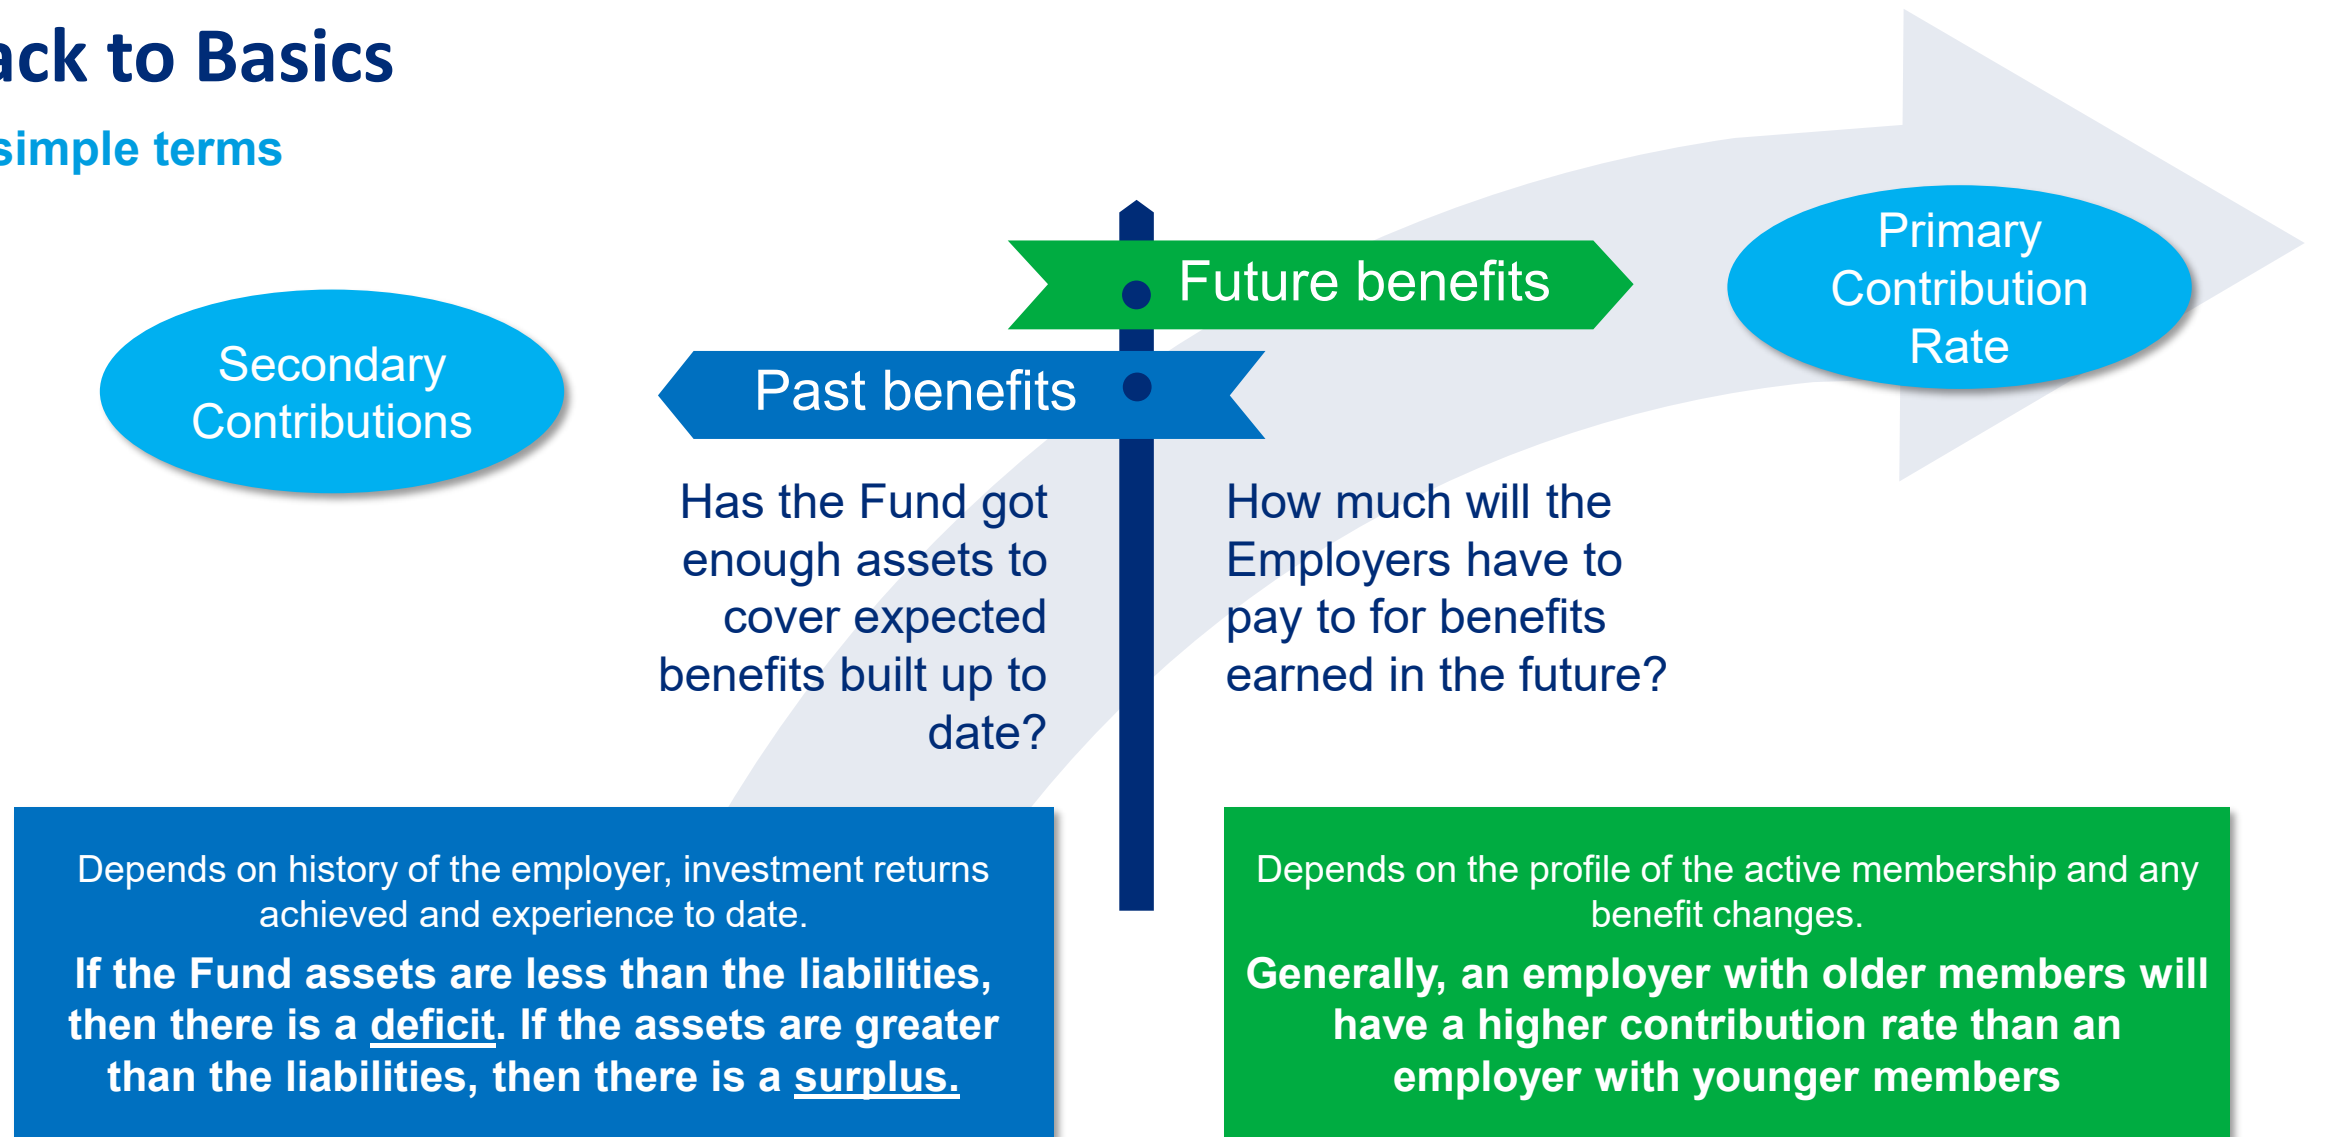 ack to Basics
simple terms
Secondary
Contributions
Past benefits
Has the Fund got
enough assets to
cover expected
benefits built up to
date?
Future benefits
How much will the
Employers have to
pay to for benefits
earned in the future?
Primary
Contribution
Rate
Depends on history of the employer, investment returns
achieved and experience to date.
If the Fund assets are less than the liabilities,
then there is a deficit. If the assets are greater
than the liabilities, then there is a surplus.
Depends on the profile of the active membership and any
benefit changes.
Generally, an employer with older members will
have a higher contribution rate than an
employer with younger members